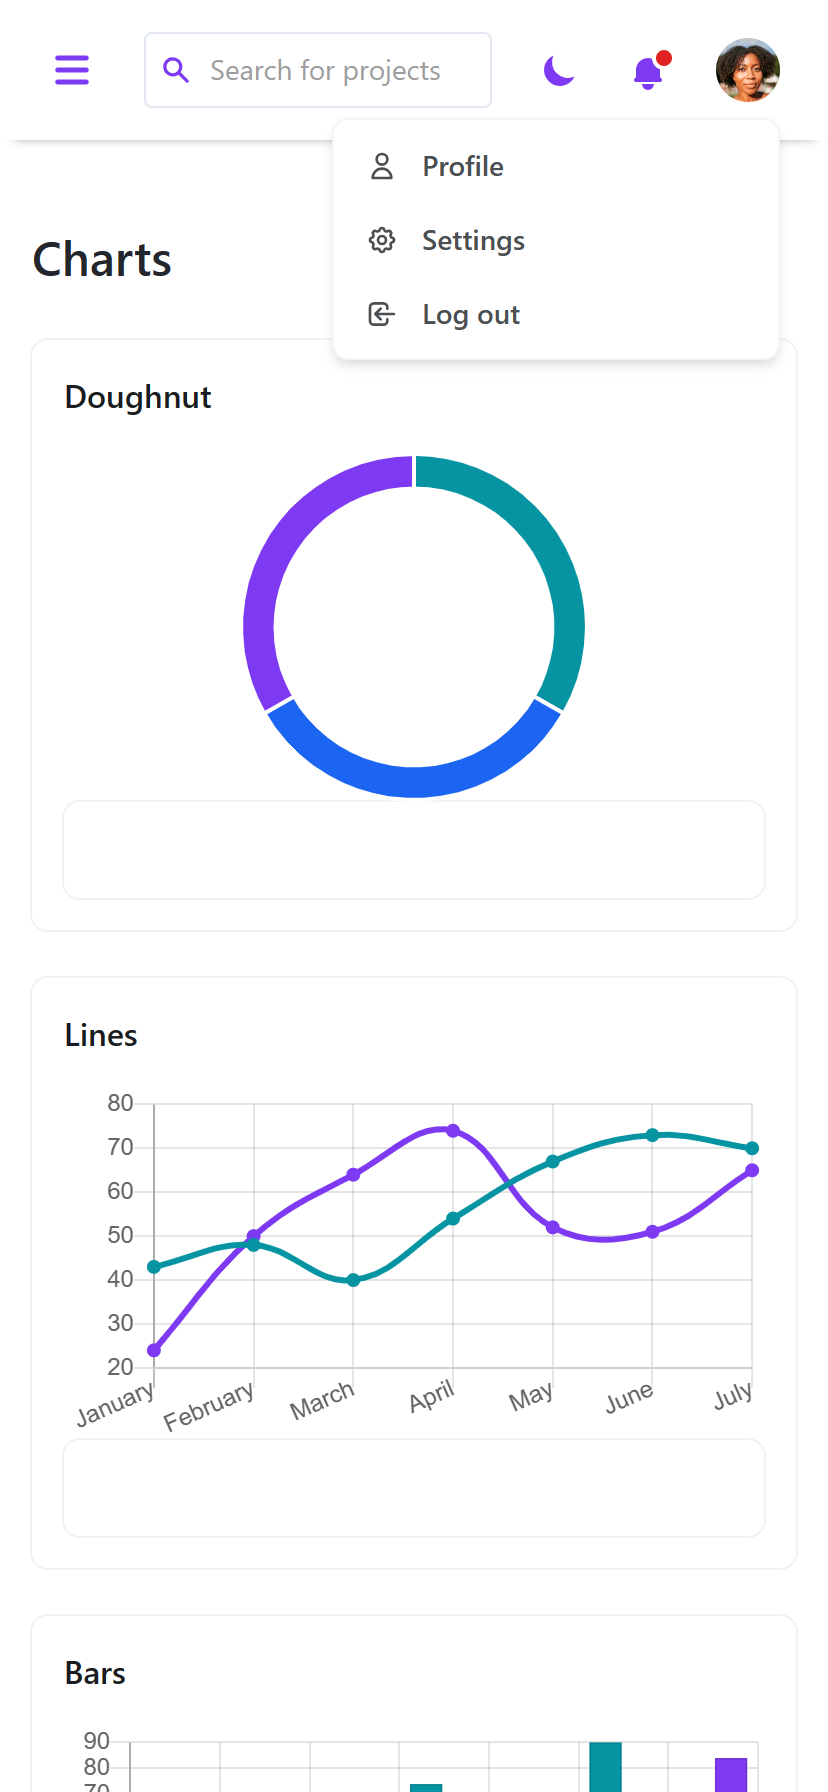 Search for projects
Profile
Settings
Log out
Charts
Doughnut
Lines
80
70
60
50
40
30
20
January February March April May June July
Bars
90
80
70